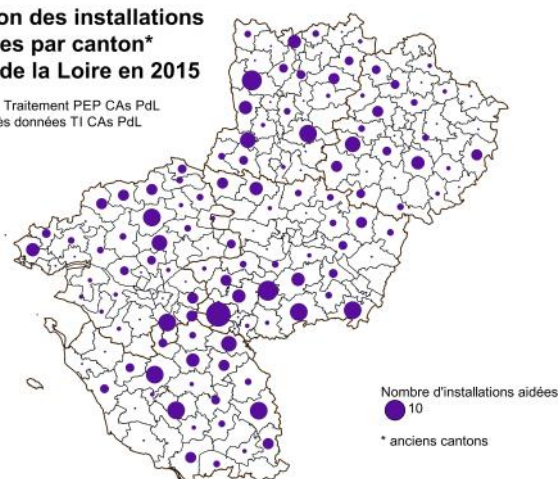 on des installations
es par canton*
de la Loire en 2015
Traitement PEP CAs PdL
ès données TI CAs PdL
Nombre d'installations aidées
10
* anciens cantons